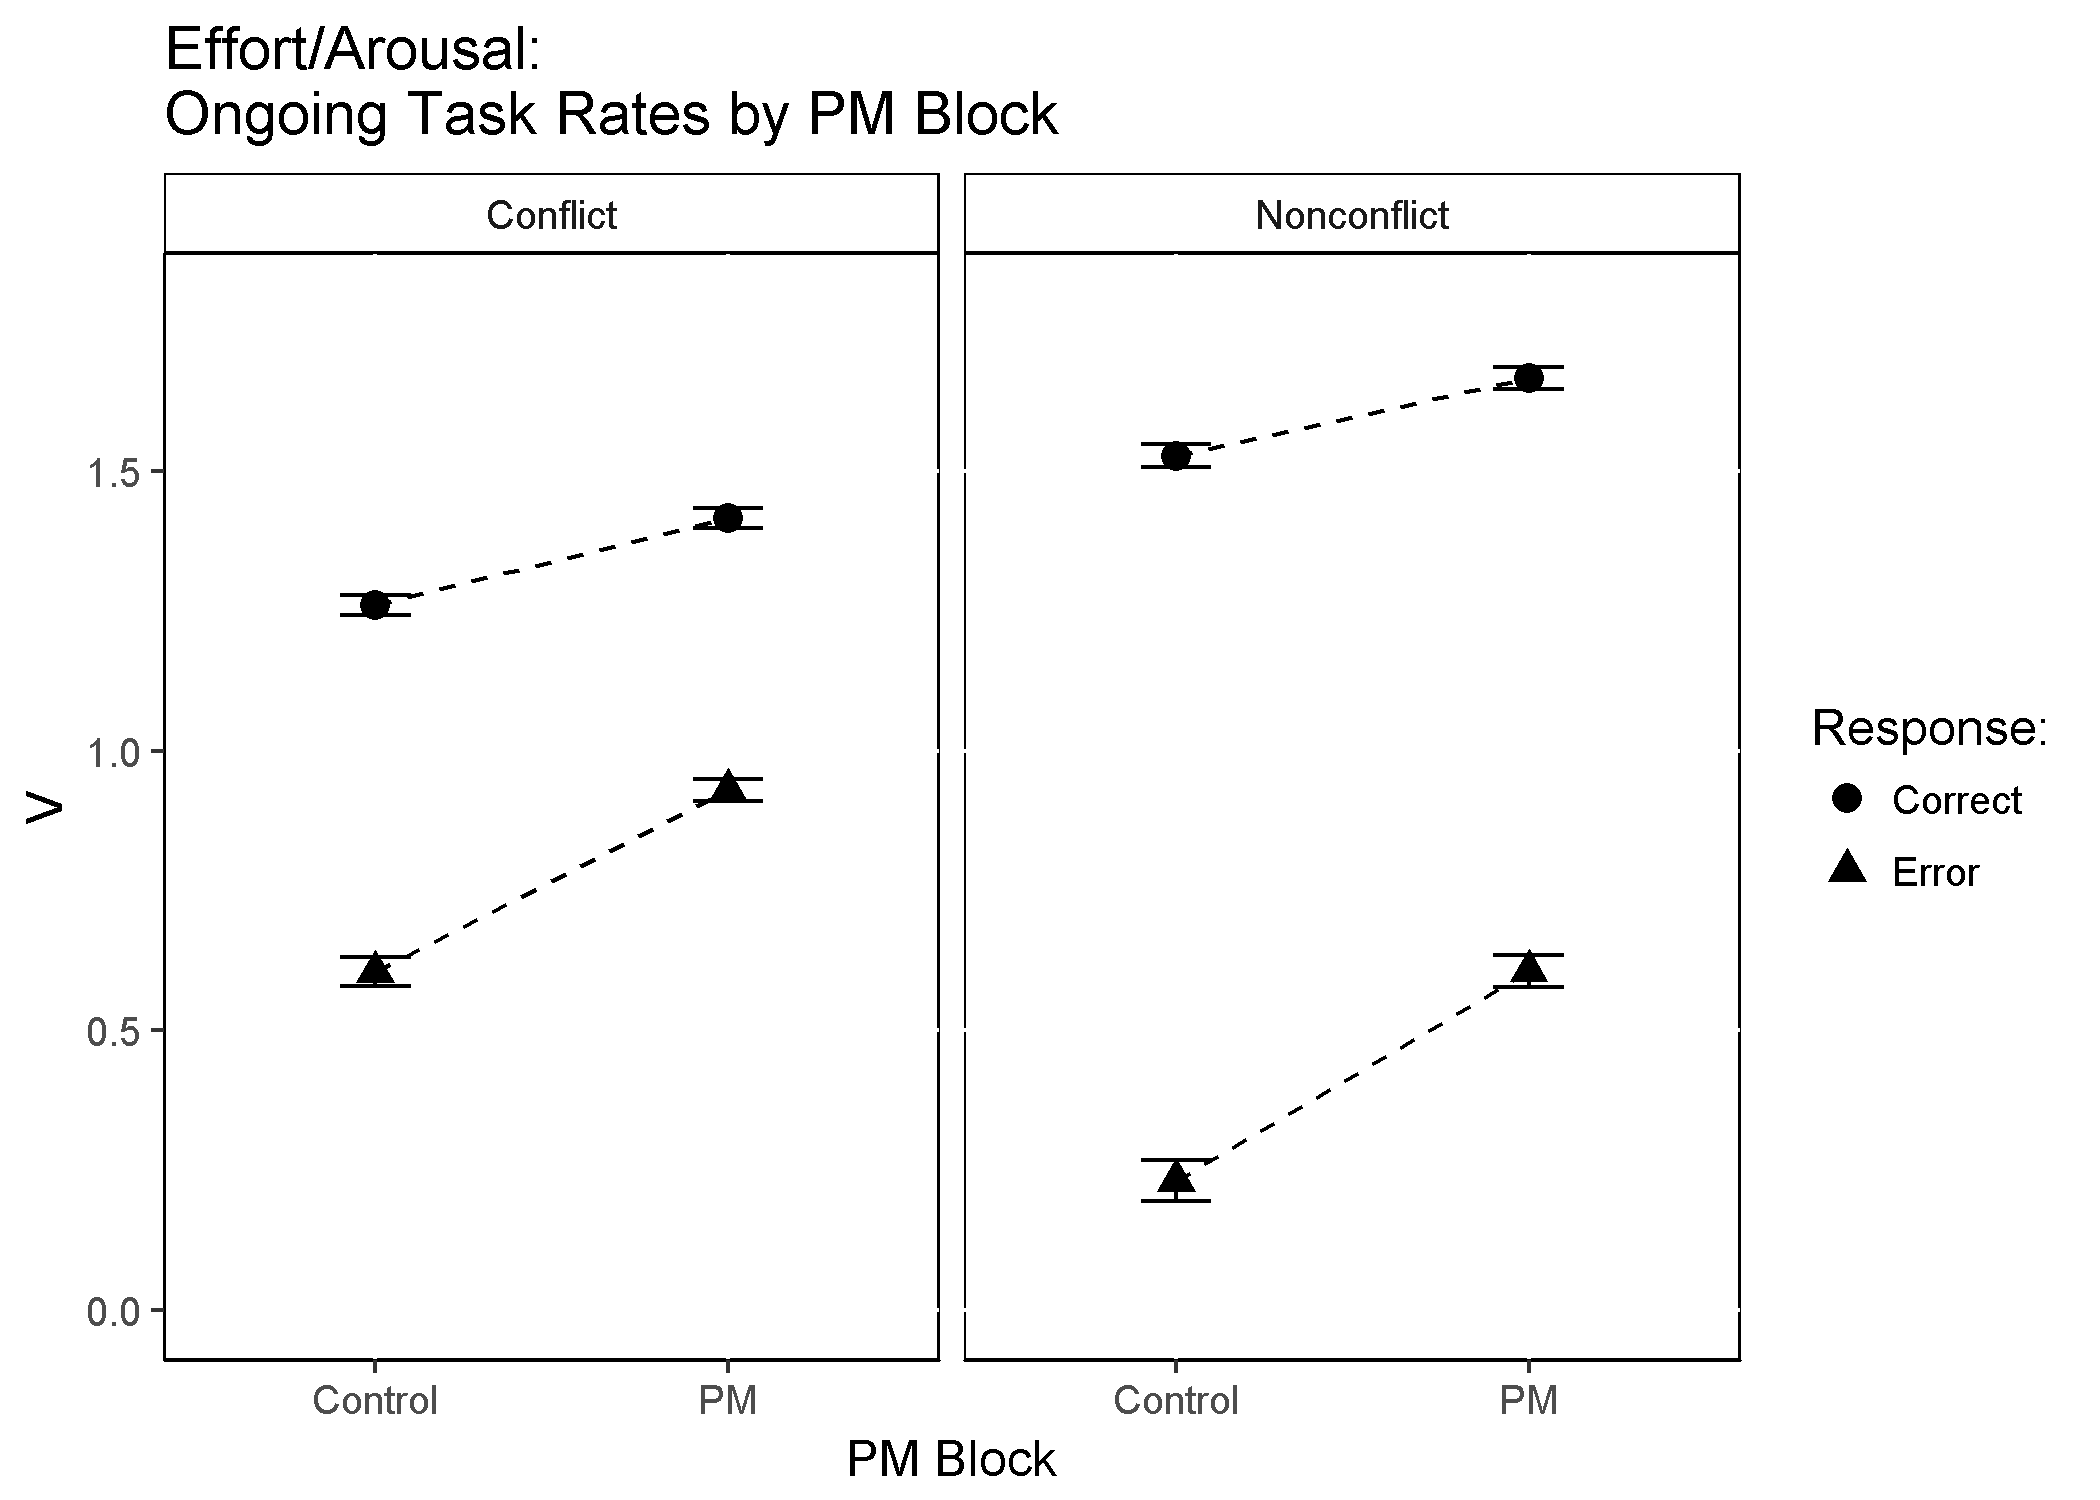 Effort/Arousal:
Ongoing Task Rates by PM Block
Conflict
Nonconflict
1.5
1.0
0.5
0.0
V
Control
PM
Control
PM
PM Block
Response:
Correct
Error